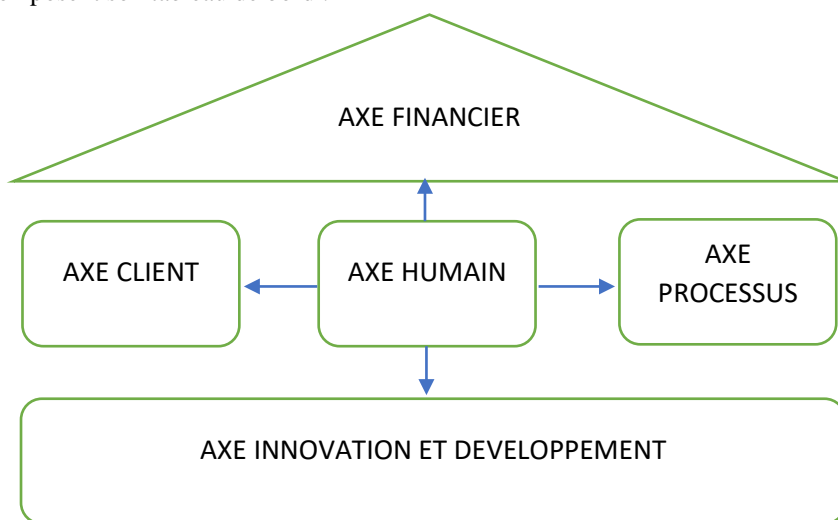 AXE FINANCIER
AXE CLIENT
AXE HUMAIN
AXE
PROCESSUS
AXE INNOVATION ET DEVELOPPEMENT